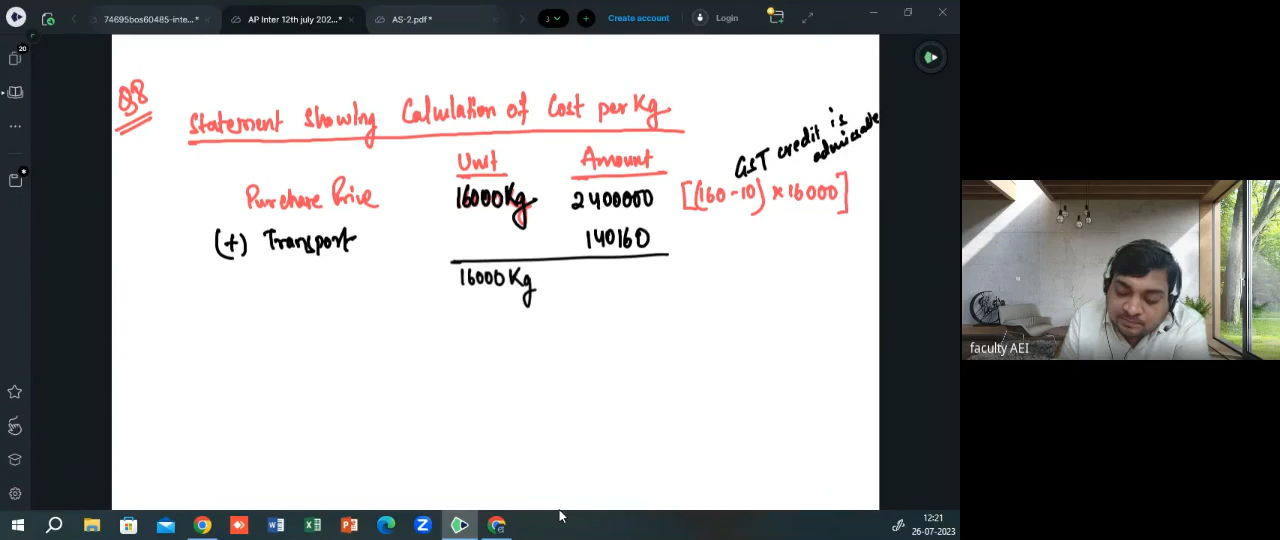 74695bos60485-inte...*
AP Inter 12th july 202...*
AS-2.pdf*
3
Create account
Login
20
Q8
Statement Showing Calculation of Cost per Kg
GST credit is
Unit Amount
Purchase Price 16000 Kg 2400000 [(160-10) × 16000]
(+) Transport 140160
16000 Kg
faculty AEI
12:21
26-07-2023